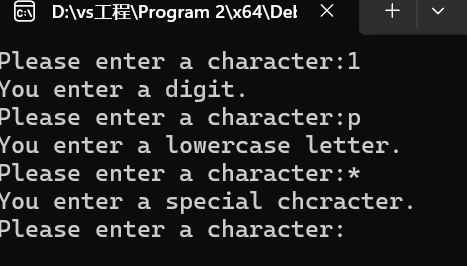 D:\vs工程\Program 2\x64\Deb
Please enter a character:1
You enter a digit.
Please enter a character:p
You enter a lowercase letter.
Please enter a character:*
You enter a special chcracter.
Please enter a character: